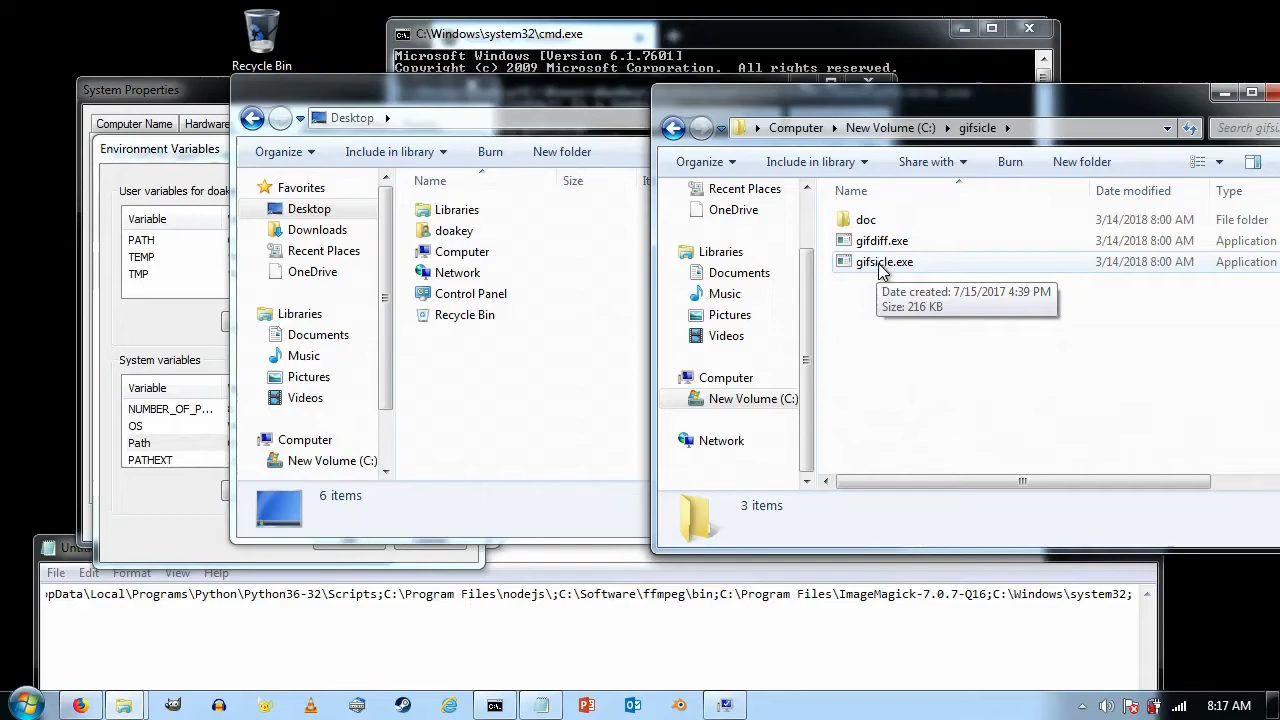 Recycle Bin
C:\Windows\system32\cmd.exe
Microsoft Windows [Version 6.1.7601]
Copyright (c) 2009 Microsoft Corporation. All rights reserved.
System Properties
Computer Name
Hardware
Environment Variables
User variables for doak
Variable
PATH
TEMP
TMP
System variables
Variable
NUMBER_OF_P...
OS
Path
PATHEXT
Desktop
Organize
Include in library
Burn
New folder
Favorites
Desktop
Downloads
Recent Places
OneDrive
Libraries
Documents
Music
Pictures
Videos
Computer
New Volume (C:)
Name
Size
Libraries
doakey
Computer
Network
Control Panel
Recycle Bin
6 items
Computer
New Volume (C:)
gifsicle
Search gifsi
Organize
Include in library
Share with
Burn
New folder
Recent Places
OneDrive
Libraries
Documents
Music
Pictures
Videos
Computer
New Volume (C:)
Network
Name Date modified Type
doc 3/14/2018 8:00 AM File folder
gifdiff.exe 3/14/2018 8:00 AM Application
gifsicle.exe 3/14/2018 8:00 AM Application
Date created: 7/15/2017 4:39 PM
Size: 216 KB
3 items
File Edit Format View Help
ppData\Local\Programs\Python\Python36-32\Scripts;C:\Program Files\nodejs\;C:\Software\ffmpeg\bin;C:\Program Files\ImageMagick-7.0.7-Q16;C:\Windows\system32;
8:17 AM